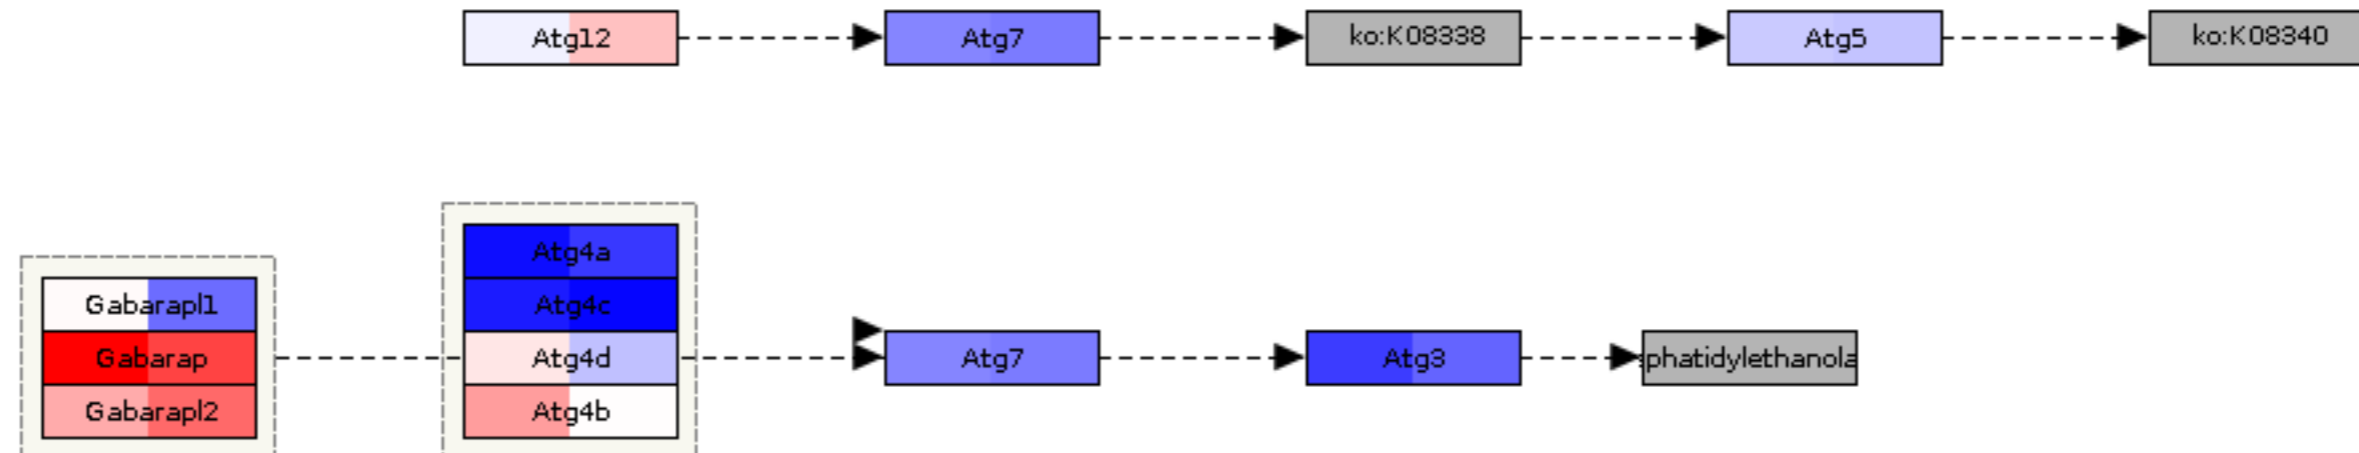 Atg12 Atg7 ko:K08338 Atg5 ko:K08340
Atg4a
Gabarapl1 Atg4c
Gabarap Atg4d Atg7 Atg3 phatidylethanola
Gabarapl2 Atg4b